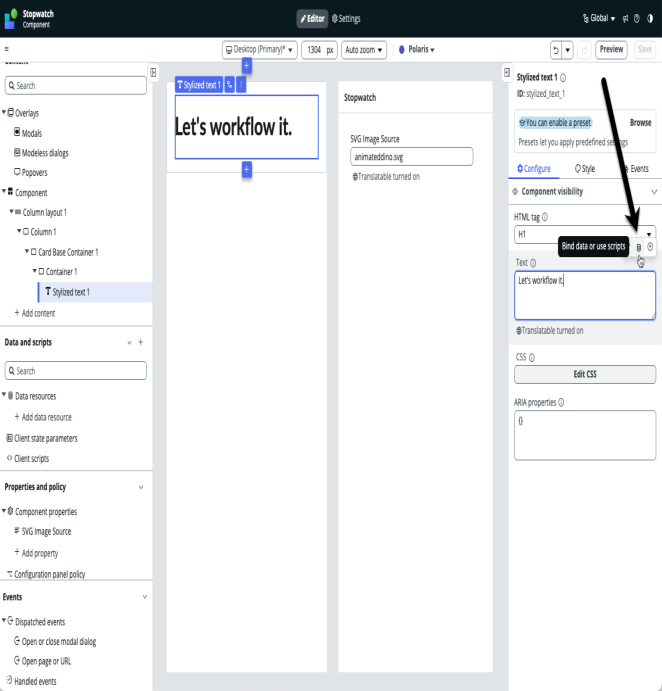 Stopwatch
Component
Editor
Settings
Global
Desktop (Primary)*
1304 px
Auto zoom
Polaris
Preview
Save
Search
Overlays
Modals
Modeless dialogs
Popovers
Component
Column layout 1
Column 1
Card Base Container 1
Container 1
Stylized text 1
+ Add content
Data and scripts
Search
Data resources
+ Add data resource
Client state parameters
Client scripts
Properties and policy
Component properties
SVG Image Source
+ Add property
Configuration panel policy
Events
Dispatched events
Open or close modal dialog
Open page or URL
Handled events
Stylized text 1
Let's workflow it.
Stopwatch
SVG Image Source
animateddino.svg
Translatable turned on
Stylized text 1
ID: stylized_text_1
You can enable a preset
Browse
Presets let you apply predefined settings
Configure
Style
Events
Component visibility
HTML tag
H1
Bind data or use scripts
Text
Let's workflow it.
Translatable turned on
CSS
Edit CSS
ARIA properties
{}